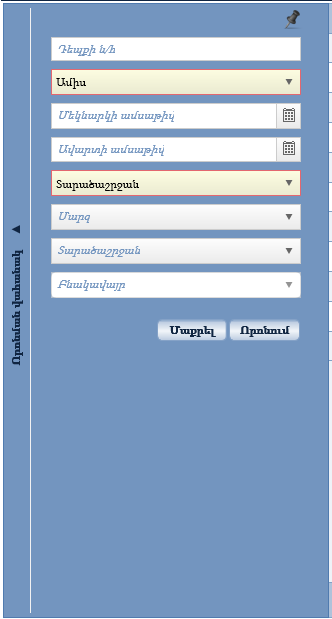 Դեպքի ն/հ
Ամիս
Մեկնարկի ամսաթիվ
Ավարտի ամսաթիվ
Տարածաշրջան
Մարզ
Տարածաշրջան
Բնակավայր
Մաքրել Որոնում
Որոնման վահանակ